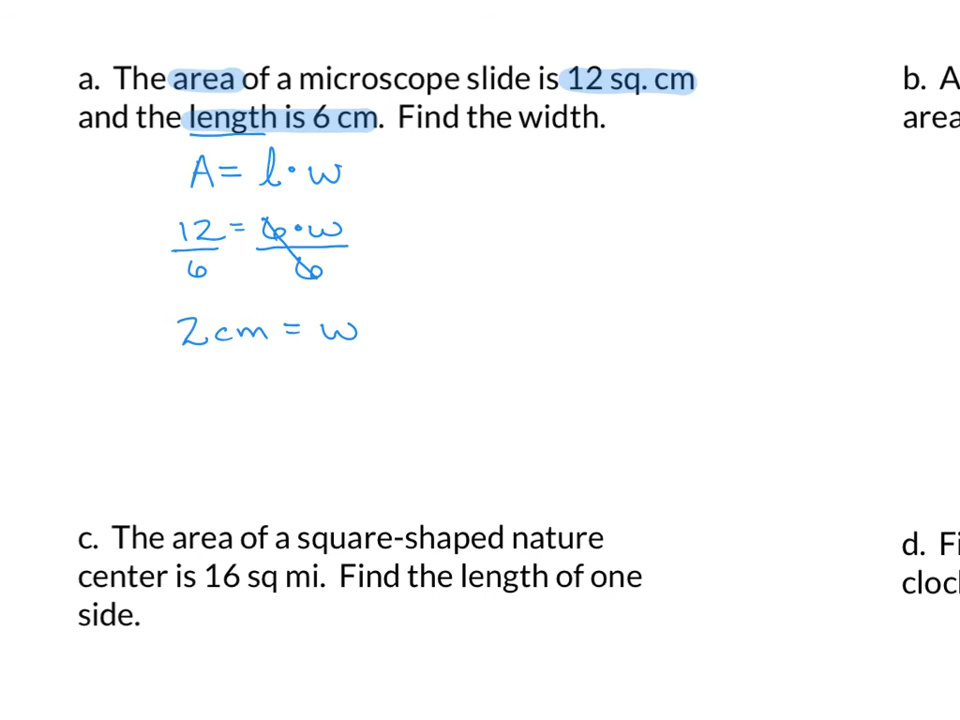 a. The area of a microscope slide is 12 sq. cm
and the length is 6 cm. Find the width.
A = l · w
12 = 6 · w
6 6
2 cm = w
b. A
area
c. The area of a square-shaped nature
center is 16 sq mi. Find the length of one
side.
d. Fi
cloc